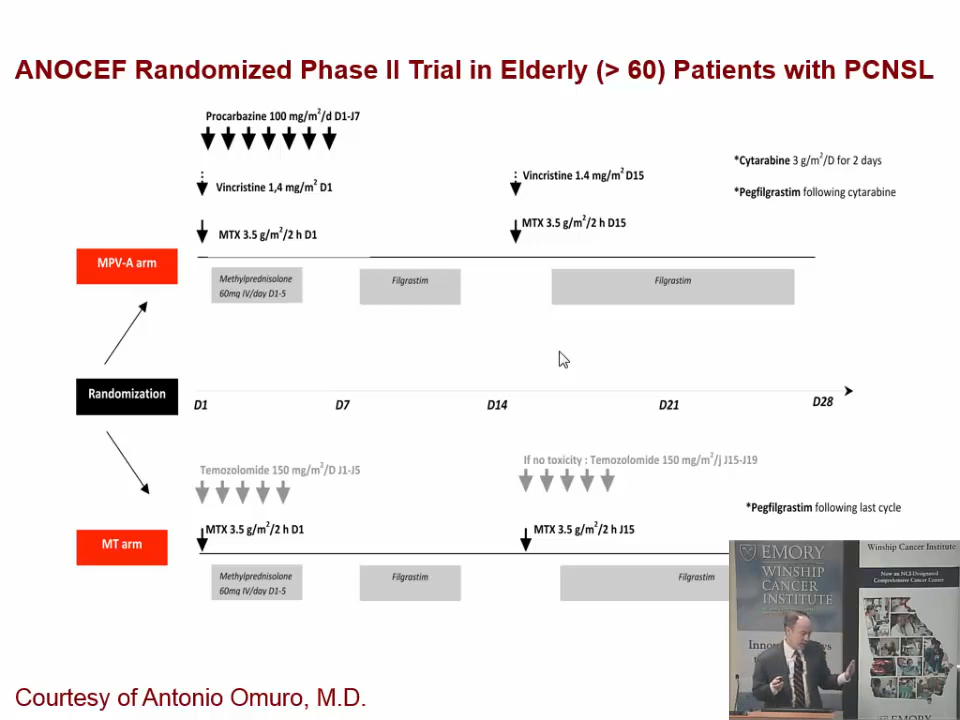 ANOCEF Randomized Phase II Trial in Elderly (> 60) Patients with PCNSL
Procarbazine 100 mg/m²/d D1-J7
*Cytarabine 3 g/m²/D for 2 days
Vincristine 1,4 mg/m² D1
Vincristine 1.4 mg/m² D15
*Pegfilgrastim following cytarabine
MTX 3.5 g/m²/2 h D1
MTX 3.5 g/m²/2 h D15
MPV-A arm
Methylprednisolone
60mg IV/day D1-5
Filgrastim
Filgrastim
Randomization
D1
D7
D14
D21
D28
Temozolomide 150 mg/m²/D J1-J5
If no toxicity : Temozolomide 150 mg/m²/j J15-J19
*Pegfilgrastim following last cycle
MTX 3.5 g/m²/2 h D1
MTX 3.5 g/m²/2 h J15
MT arm
Methylprednisolone
60mg IV/day D1-5
Filgrastim
Filgrastim
EMORY
WINSHIP
CANCER
INSTITUTE
Winship Cancer Institute
Now an NCI-Designated
Comprehensive Cancer Center
EMORY
Courtesy of Antonio Omuro, M.D.